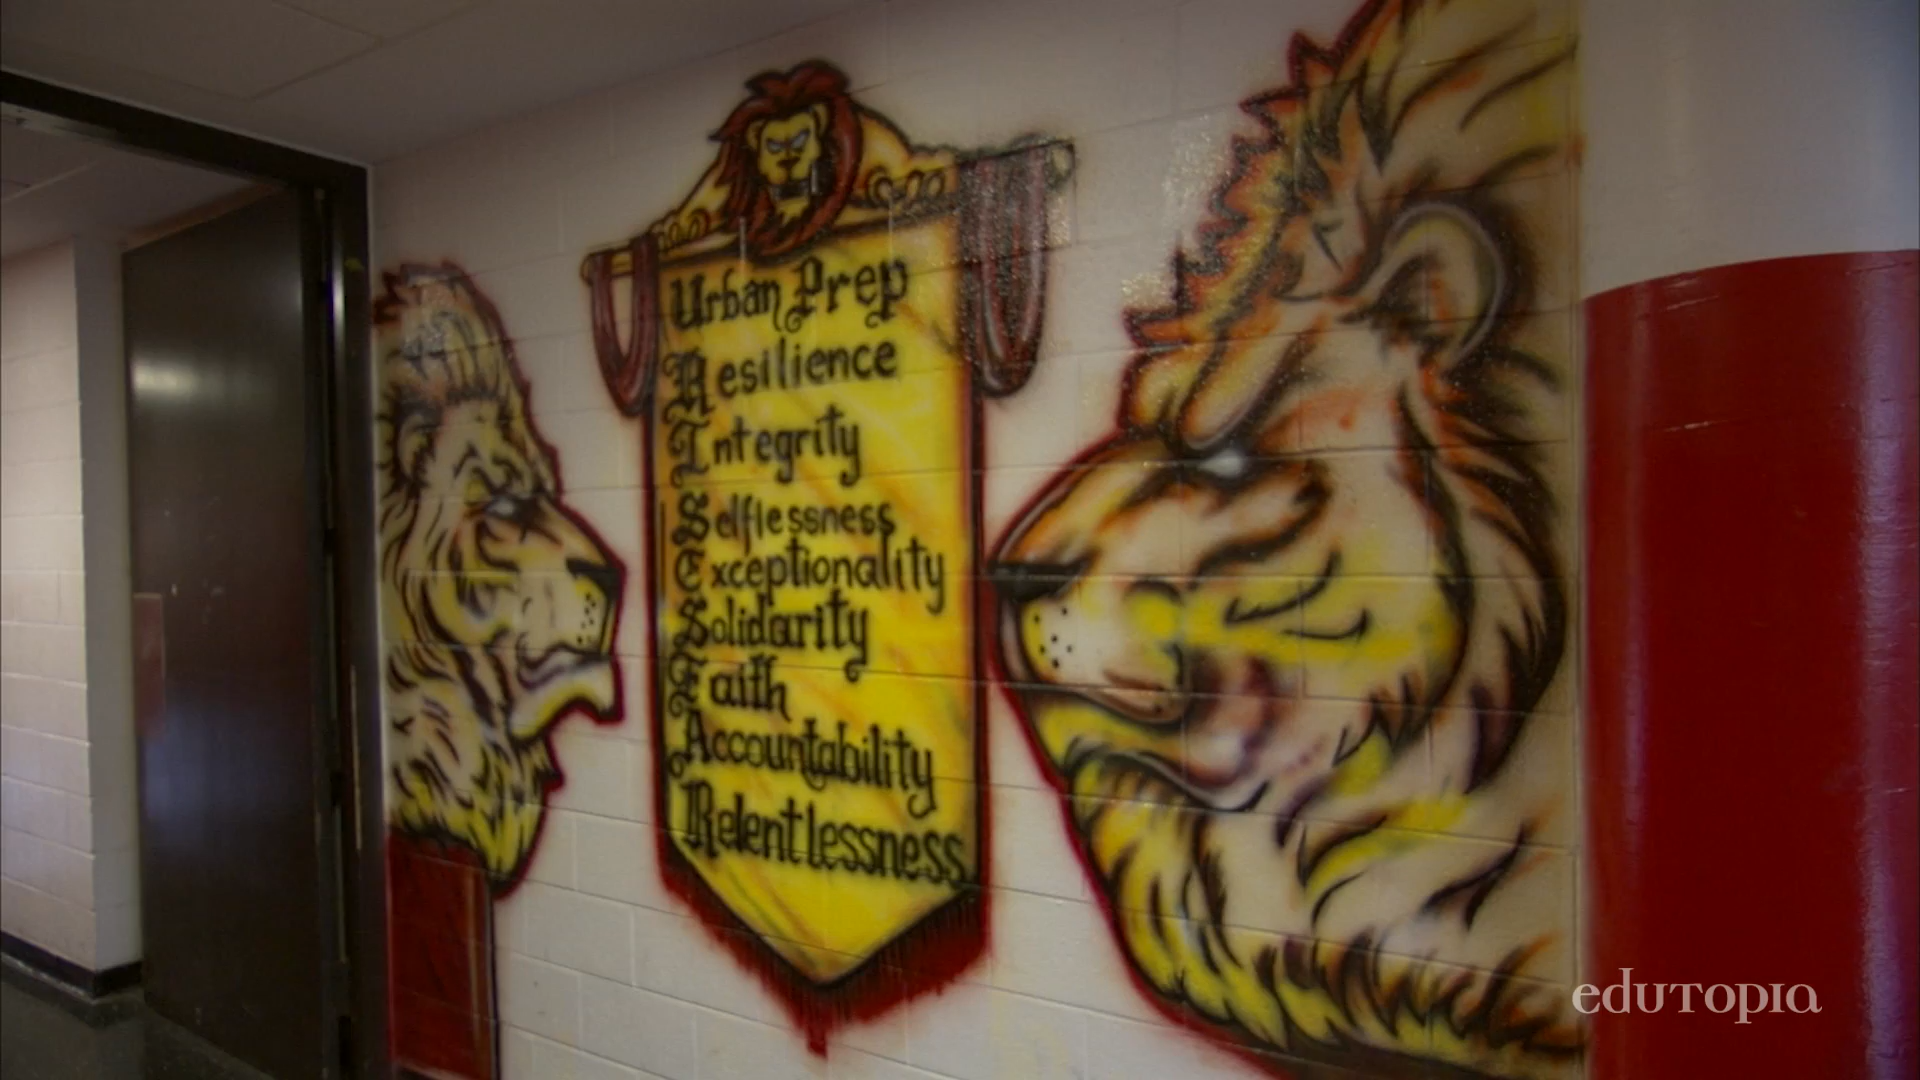 Urban Prep
Resilience
Integrity
Selflessness
Exceptionality
Solidarity
Faith
Accountability
Relentlessness
edutopia